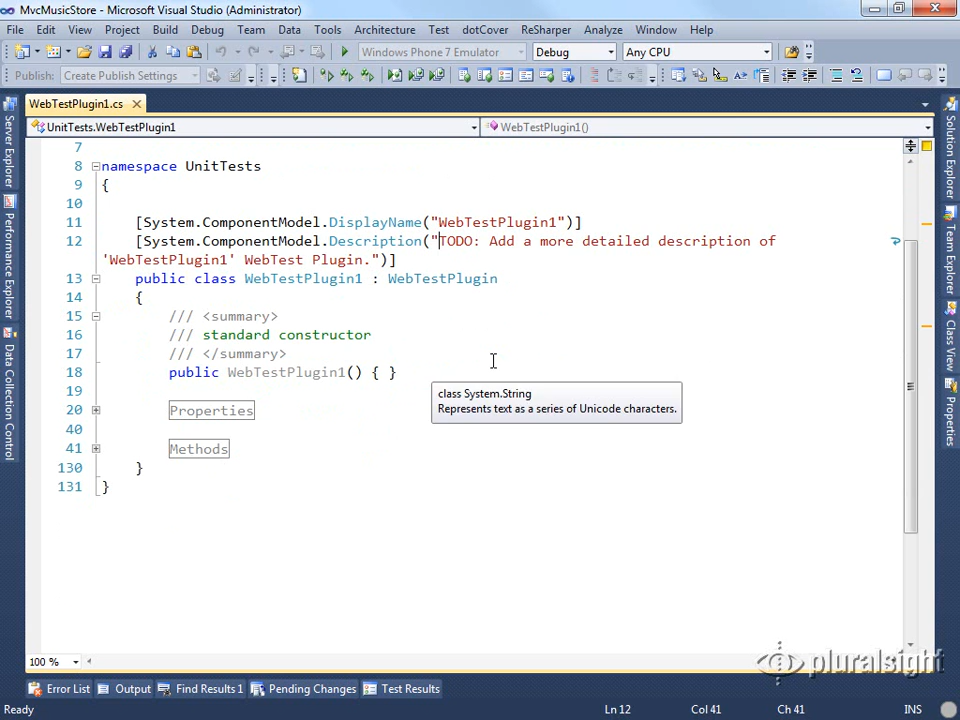 MvcMusicStore - Microsoft Visual Studio (Administrator)
File Edit View Project Build Debug Team Data Tools Architecture Test dotCover ReSharper Analyze Window Help
Windows Phone 7 Emulator Debug Any CPU
Publish: Create Publish Settings
WebTestPlugin1.cs
UnitTests.WebTestPlugin1 WebTestPlugin1()
7
8 namespace UnitTests
9 {
10
11 [System.ComponentModel.DisplayName("WebTestPlugin1")]
12 [System.ComponentModel.Description("TODO: Add a more detailed description of
'WebTestPlugin1' WebTest Plugin.")]
13 public class WebTestPlugin1 : WebTestPlugin
14 {
15 /// <summary>
16 /// standard constructor
17 /// </summary>
18 public WebTestPlugin1() { }
19
20 Properties
40
41 Methods
130 }
131 }
class System.String
Represents text as a series of Unicode characters.
Server Explorer
Performance Explorer
Data Collection Control
Solution Explorer
Team Explorer
Class View
Properties
100 %
pluralsight
Error List Output Find Results 1 Pending Changes Test Results
Ready Ln 12 Col 41 Ch 41 INS